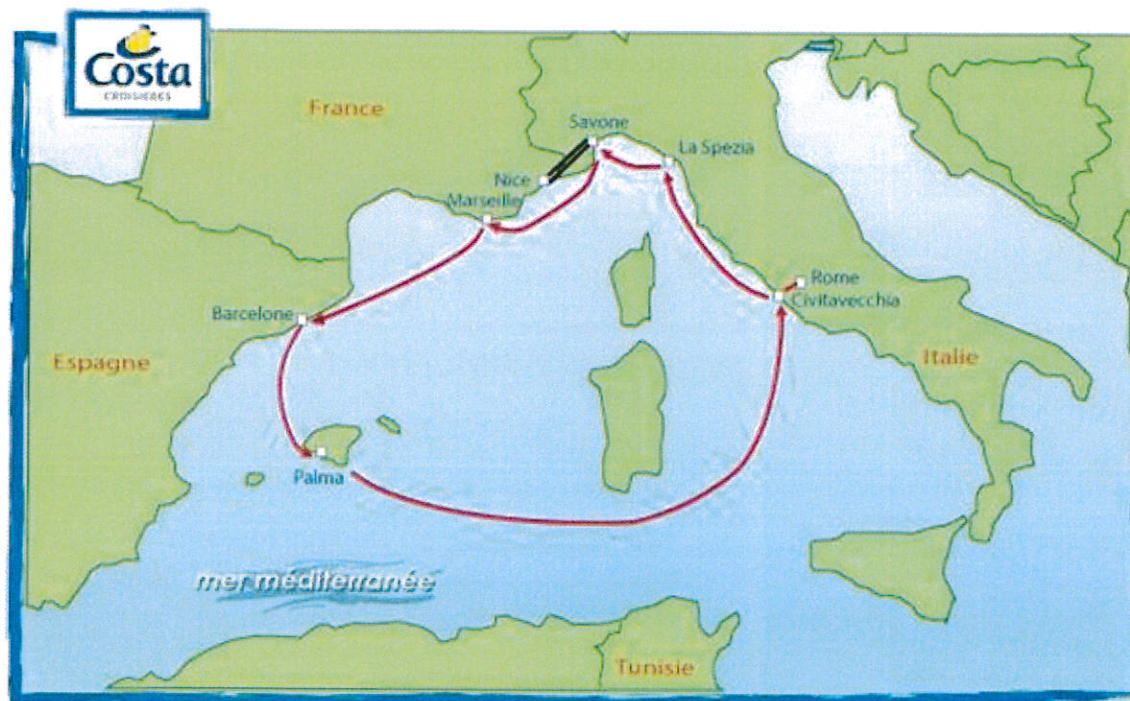 Costa
CROISIERES
France
Savone
La Spezia
Nice
Marseille
Rome
Civitavecchia
Barcelone
Espagne
Italie
Palma
mer méditerranée
Tunisie